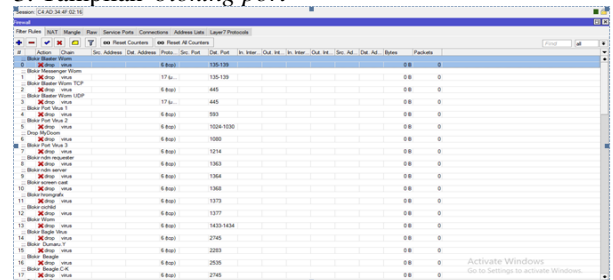 Session: C4:AD:34:4F:02:16
Firewall
Filter Rules NAT Mangle Raw Service Ports Connections Address Lists Layer7 Protocols
Reset Counters Reset All Counters Find all
# Action Chain Src. Address Dst. Address Proto... Src. Port Dst. Port In. Inter... Out. Int... In. Inter... Out. Int... Src. Ad... Dst. Ad... Bytes Packets
::: Blokir Blaster Worm
0 drop virus 6 (tcp) 135-139 0 B 0
::: Blokir Messenger Worm
1 drop virus 17 (u... 135-139 0 B 0
::: Blokir Blaster Worm TCP
2 drop virus 6 (tcp) 445 0 B 0
::: Blokir Blaster Worm UDP
3 drop virus 17 (u... 445 0 B 0
::: Blokir Port Virus 1
4 drop virus 6 (tcp) 593 0 B 0
::: Blokir Port Virus 2
5 drop virus 6 (tcp) 1024-1030 0 B 0
::: Drop MyDoom
6 drop virus 6 (tcp) 1080 0 B 0
::: Blokir Port Virus 3
7 drop virus 6 (tcp) 1214 0 B 0
::: Blokir ndm requester
8 drop virus 6 (tcp) 1363 0 B 0
::: Blokir ndm server
9 drop virus 6 (tcp) 1364 0 B 0
::: Blokir screen cast
10 drop virus 6 (tcp) 1368 0 B 0
::: Blokir hromgrafx
11 drop virus 6 (tcp) 1373 0 B 0
::: Blokir cichlid
12 drop virus 6 (tcp) 1377 0 B 0
::: Blokir Worm
13 drop virus 6 (tcp) 1433-1434 0 B 0
::: Blokir Bagle Virus
14 drop virus 6 (tcp) 2745 0 B 0
::: Blokir Dumaru.Y
15 drop virus 6 (tcp) 2283 0 B 0
::: Blokir Beagle
16 drop virus 6 (tcp) 2535 0 B 0
::: Blokir Beagle.C-K
17 drop virus 6 (tcp) 2745 0 B 0
Activate Windows
Go to Settings to activate Windows.